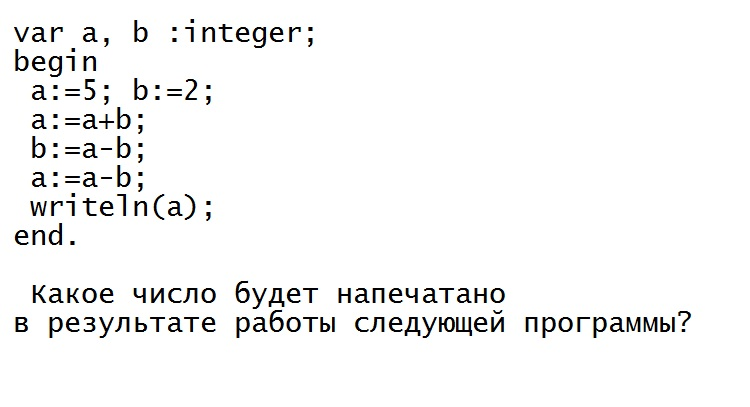 var a, b :integer;
begin
a:=5; b:=2;
a:=a+b;
b:=a-b;
a:=a-b;
writeln(a);
end.
Какое число будет напечатано
в результате работы следующей программы?